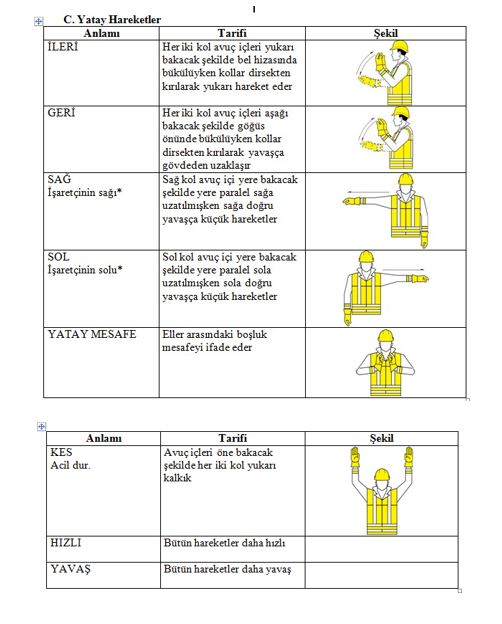 I
C. Yatay Hareketler
Anlamı Tarifi Şekil
İLERİ
Her iki kol avuç içleri yukarı
bakacak şekilde bel hizasında
bükülüyken kollar dirsekten
kırılarak yukarı hareket eder
GERİ
Her iki kol avuç içleri aşağı
bakacak şekilde göğüs
önünde bükülüyken kollar
dirsekten kırılarak yavaşça
gövdeden uzaklaşır
SAĞ
İşaretçinin sağı*
Sağ kol avuç içi yere bakacak
şekilde yere paralel sağa
uzatılmışken sağa doğru
yavaşça küçük hareketler
SOL
İşaretçinin solu*
Sol kol avuç içi yere bakacak
şekilde yere paralel sola
uzatılmışken sola doğru
yavaşça küçük hareketler
YATAY MESAFE
Eller arasındaki boşluk
mesafeyi ifade eder
Anlamı Tarifi Şekil
KES
Acil dur.
Avuç içleri öne bakacak
şekilde her iki kol yukarı
kalkık
HIZLI
Bütün hareketler daha hızlı
YAVAŞ
Bütün hareketler daha yavaş